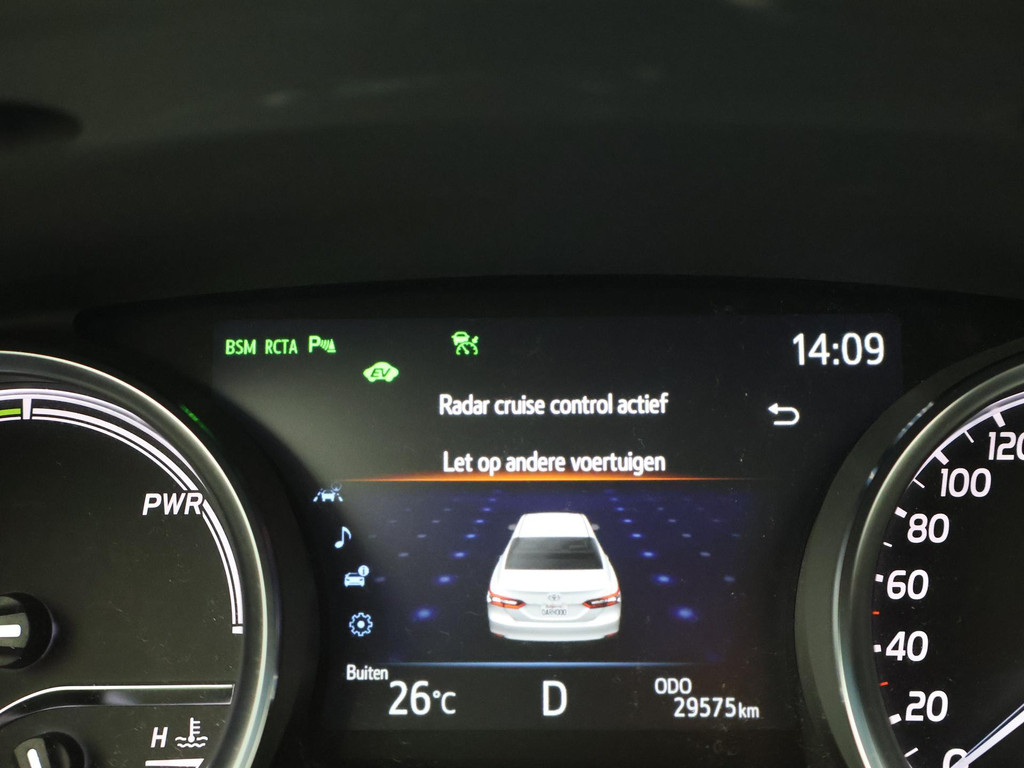 BSM RCTA P
14:09
EV
Radar cruise control actief
Let op andere voertuigen
PWR
120
100
80
60
40
20
0
Buiten
26°C
D
ODO
29575km
H